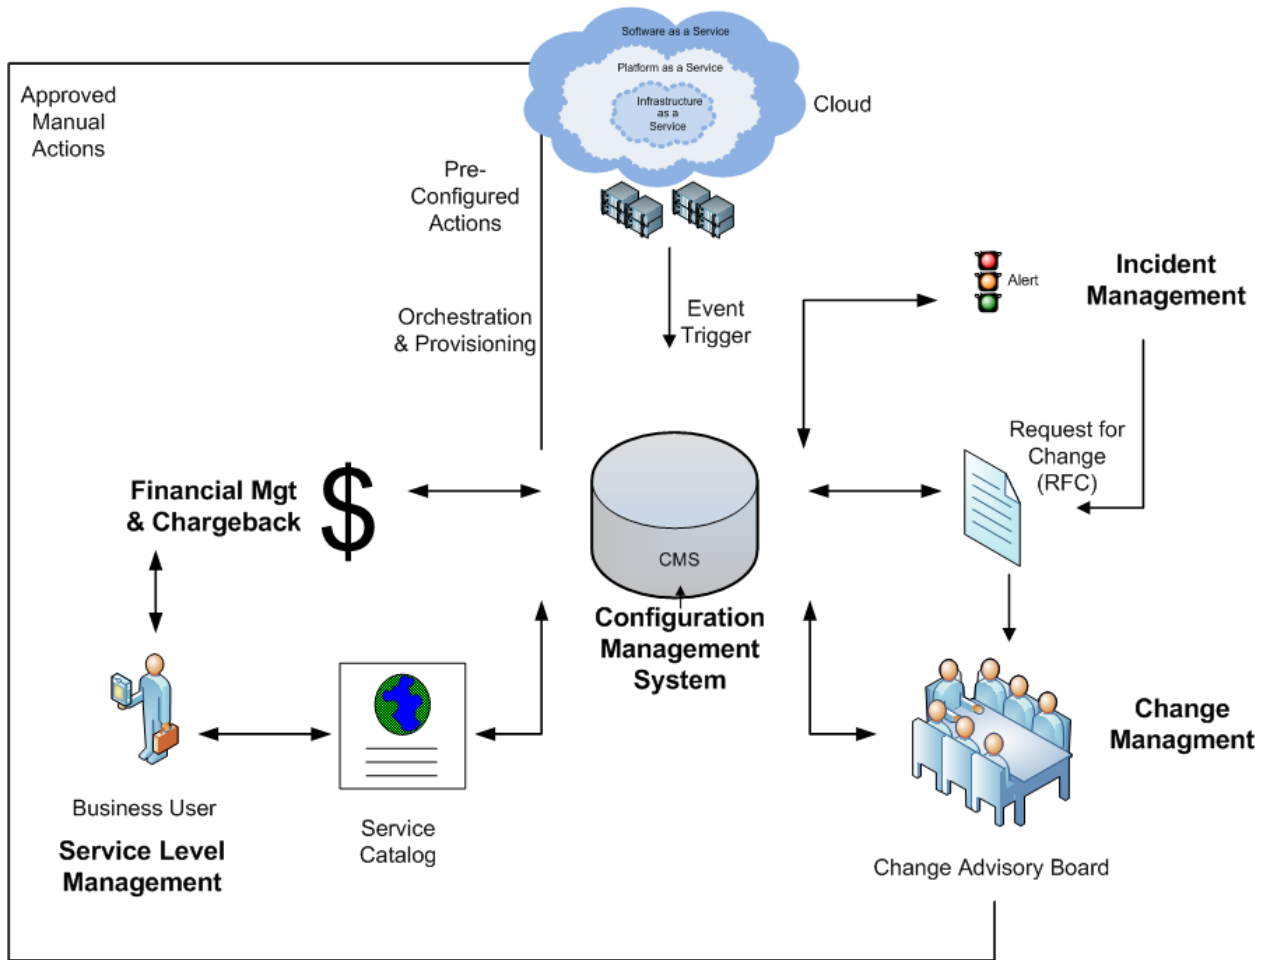 Software as a Service
Platform as a Service
Infrastructure
as a
Service
Cloud
Approved
Manual
Actions
Pre-
Configured
Actions
Orchestration
& Provisioning
Event
Trigger
Alert
Incident
Management
Request for
Change
(RFC)
Financial Mgt
& Chargeback
$
CMS
Configuration
Management
System
Change
Managment
Business User
Service Level
Management
Service
Catalog
Change Advisory Board